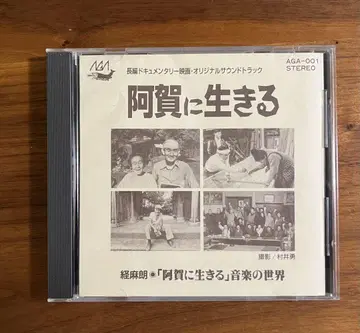 AGA
AGA-001
STEREO
長編ドキュメンタリー映画・オリジナルサウンドトラック
阿賀に生きる
撮影/村井勇
経麻朗◉「阿賀に生きる」音楽の世界